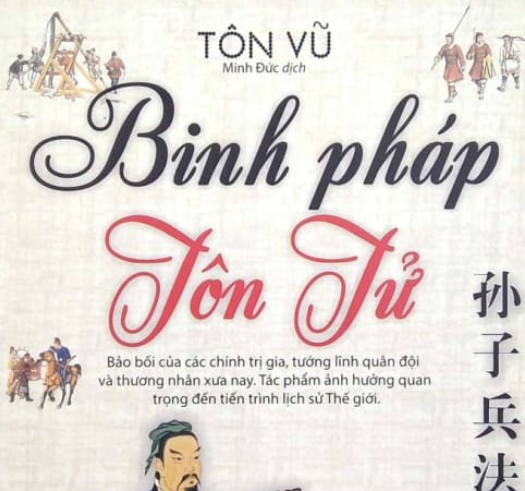 TÔN VŨ
Minh Đức dịch
Binh pháp
Tôn Tử
Bảo bối của các chính trị gia, tướng lĩnh quân đội
và thương nhân xưa nay. Tác phẩm ảnh hưởng quan
trọng đến tiến trình lịch sử Thế giới.
孙子兵法